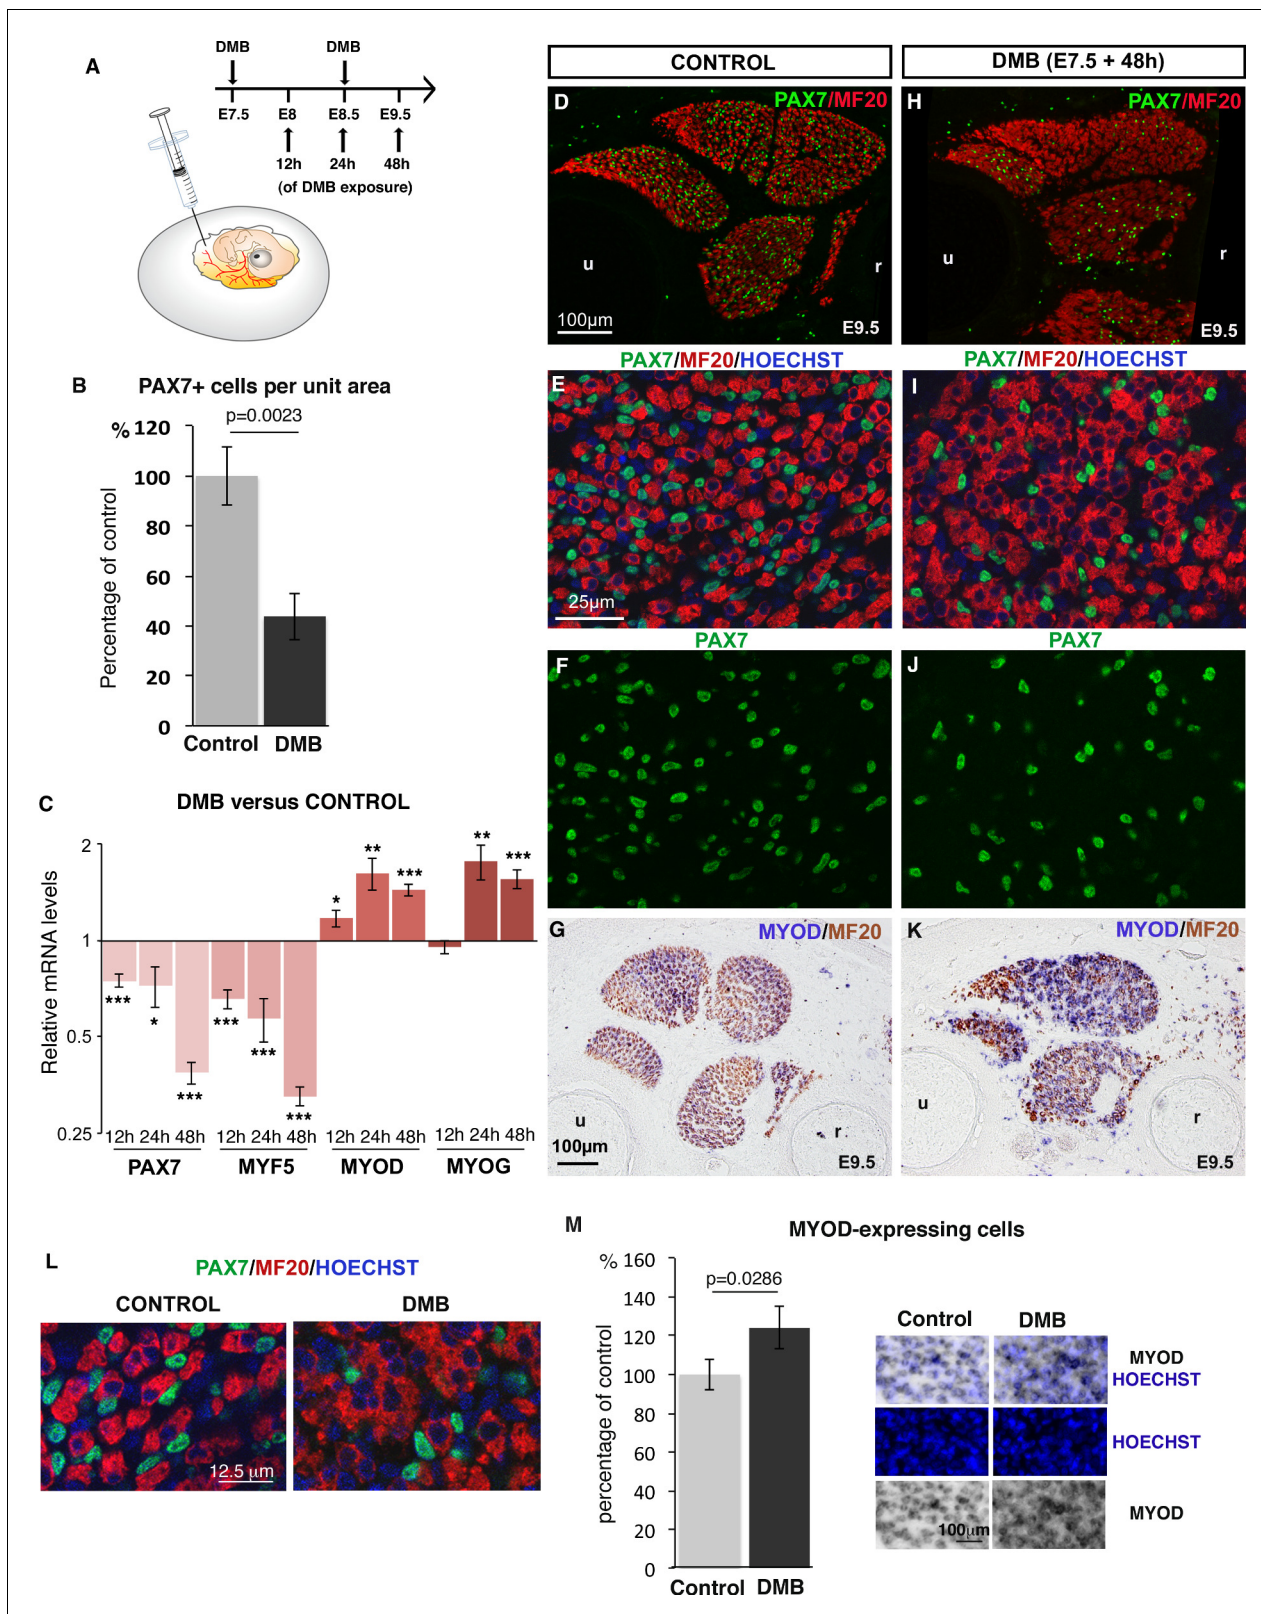 A
DMB DMB
E7.5 E8 E8.5 E9.5
12h 24h 48h
(of DMB exposure)
B
PAX7+ cells per unit area
p=0.0023
%
120
100
80
60
40
20
0
Percentage of control
Control DMB
C
DMB versus CONTROL
Relative mRNA levels
2
1
0.5
0.25
*** * *** *** *** *** * ** *** ** ***
12h 24h 48h 12h 24h 48h 12h 24h 48h 12h 24h 48h
PAX7 MYF5 MYOD MYOG
CONTROL
DMB (E7.5 + 48h)
D
PAX7/MF20
u
r
100µm
E9.5
H
PAX7/MF20
u
r
E9.5
PAX7/MF20/HOECHST
E
25µm
PAX7/MF20/HOECHST
I
PAX7
F
PAX7
J
G
MYOD/MF20
u
r
100µm
E9.5
K
MYOD/MF20
u
r
E9.5
L
PAX7/MF20/HOECHST
CONTROL DMB
12.5 µm
M
MYOD-expressing cells
%
160
140
120
100
80
60
40
20
0
p=0.0286
percentage of control
Control DMB
Control DMB
MYOD
HOECHST
HOECHST
MYOD
100µm